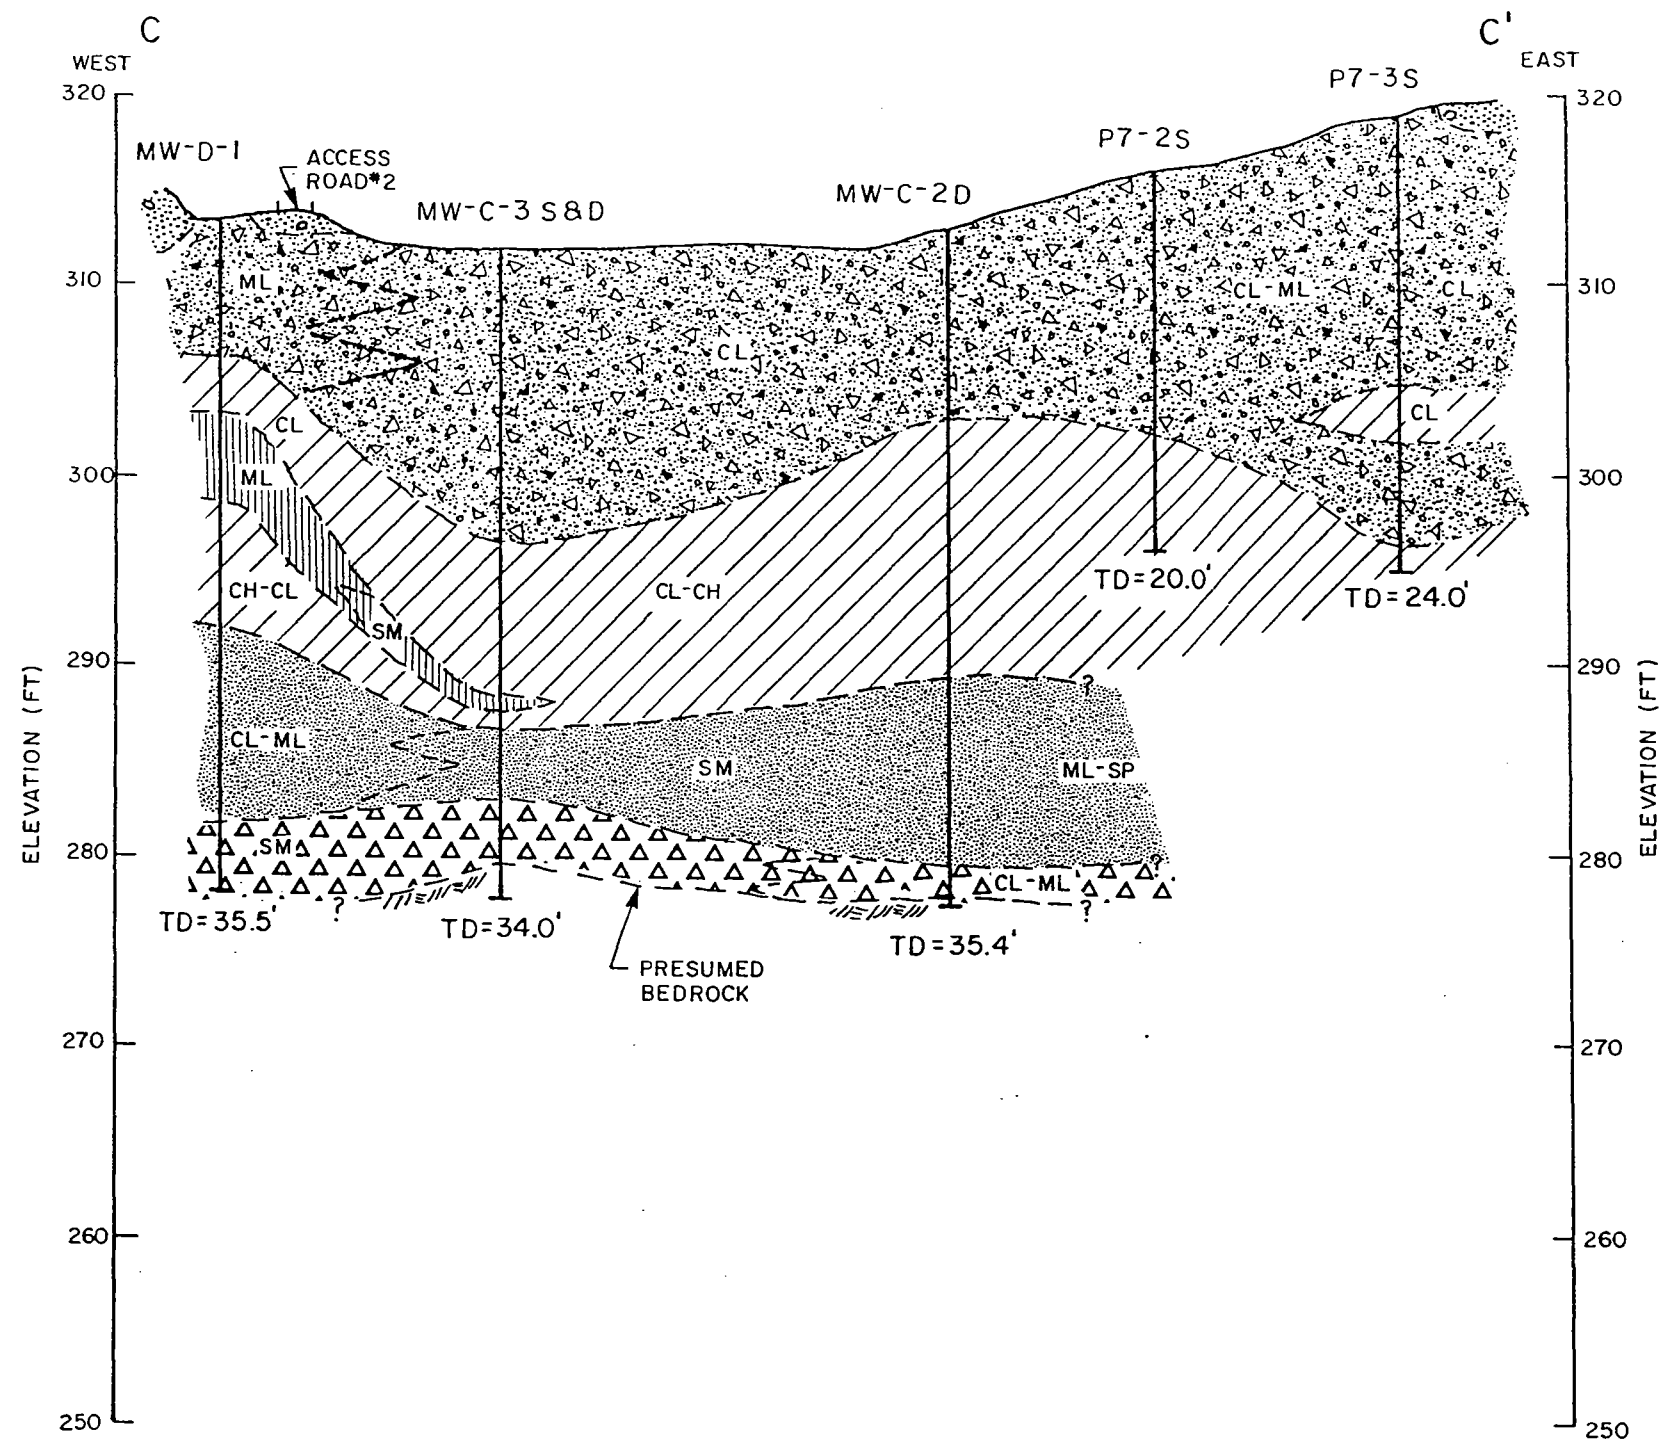 C
C'
WEST
EAST
320
320
P7-3S
P7-2S
MW-D-1
ACCESS
ROAD#2
MW-C-3 S&D
MW-C-2D
310
310
ML
CL-ML
CL
CL
CL
CL
300
300
ML
CH-CL
CL-CH
TD=20.0'
TD=24.0'
SM
290
290
?
CL-ML
SM
ML-SP
ELEVATION (FT)
ELEVATION (FT)
280
280
SM
?
CL-ML
?
?
TD=35.5'
TD=34.0'
TD=35.4'
PRESUMED
BEDROCK
270
270
260
260
250
250